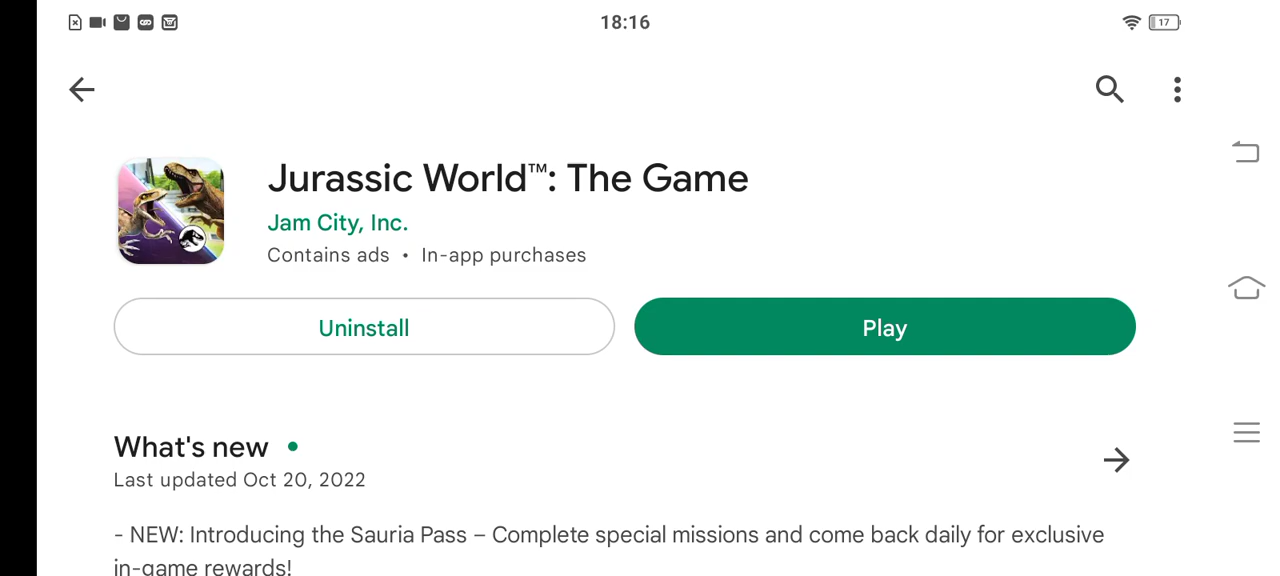 18:16
17
Jurassic World™: The Game
Jam City, Inc.
Contains ads • In-app purchases
Uninstall
Play
What's new
Last updated Oct 20, 2022
- NEW: Introducing the Sauria Pass – Complete special missions and come back daily for exclusive
in-game rewards!